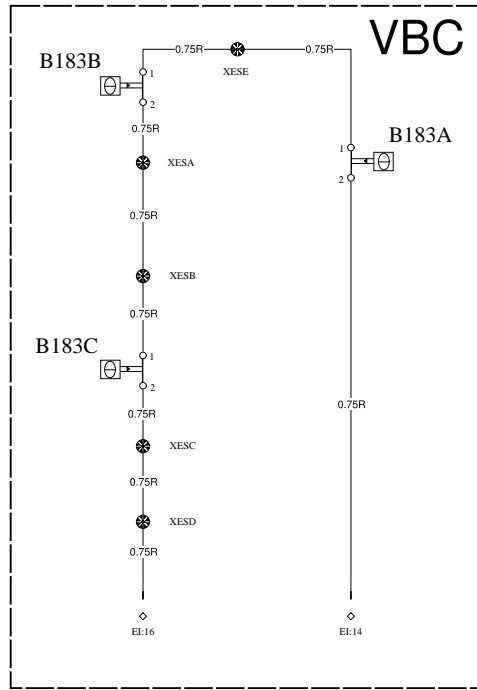 VBC
B183B
1
2
0.75R
0.75R
XESE
B183A
1
2
0.75R
XESA
0.75R
XESB
0.75R
B183C
1
2
0.75R
0.75R
XESC
0.75R
XESD
0.75R
EI:16
EI:14